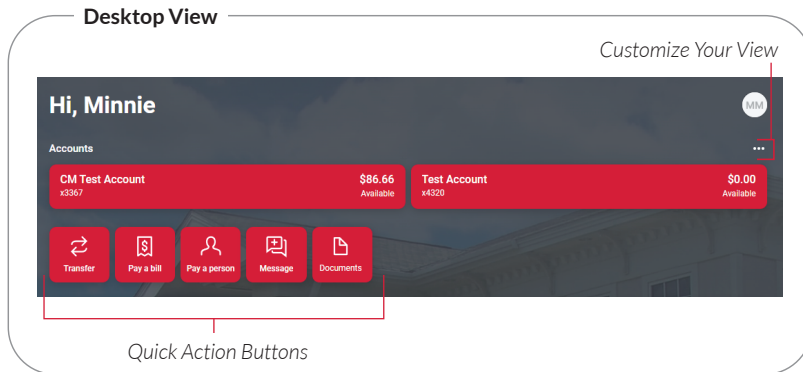 Desktop View
Customize Your View
Hi, Minnie
MM
Accounts
CM Test Account
$86.66
x3367
Available
Test Account
$0.00
x4320
Available
Transfer
Pay a bill
Pay a person
Message
Documents
Quick Action Buttons